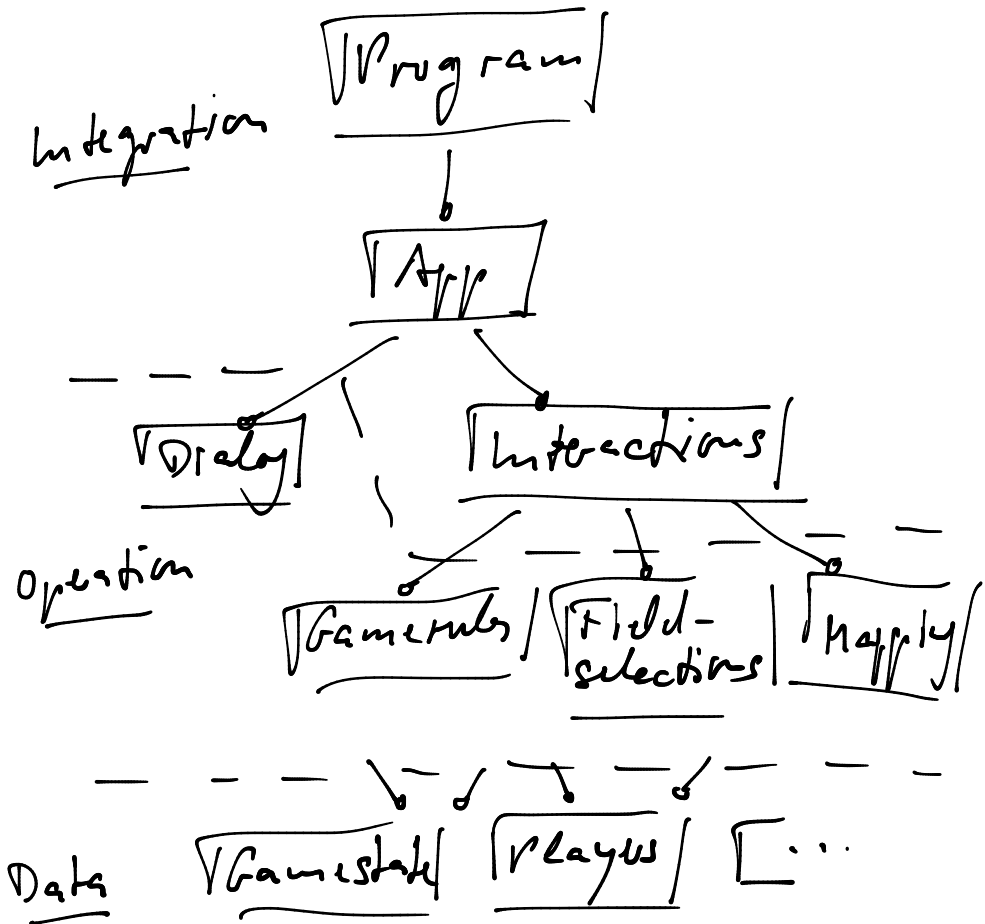 Program
Integration
App
Dialog
Interactions
Operation
Gamerules
Field-
selections
Mapping
Gamestate
Players
...
Data